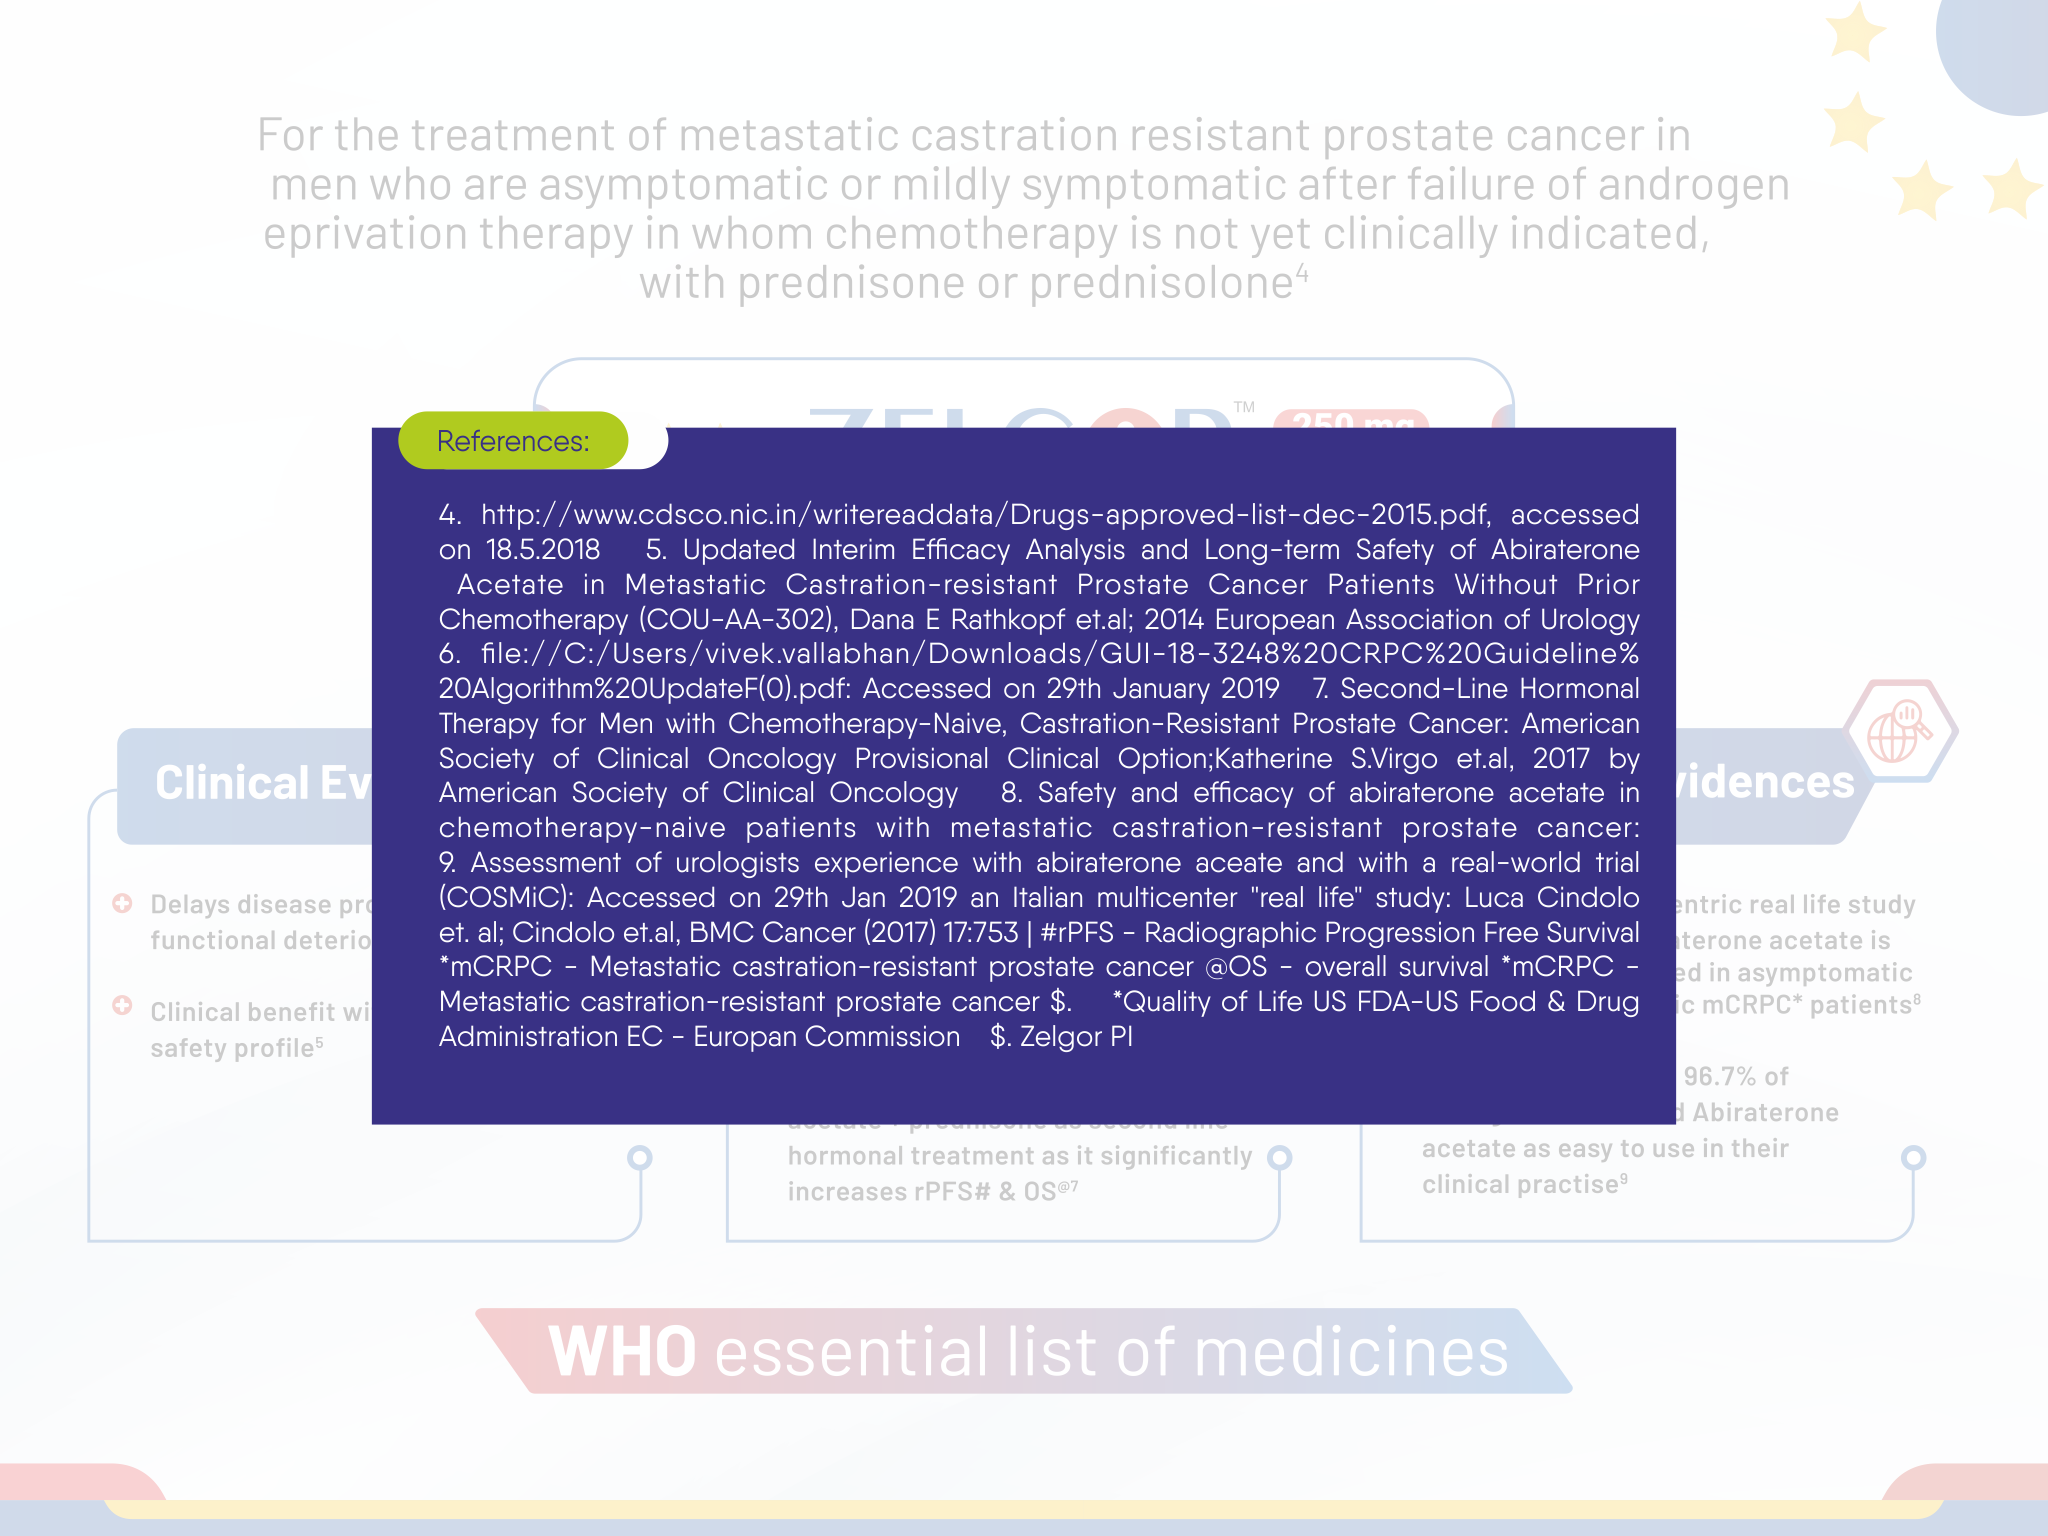 For the treatment of metastatic castration resistant prostate cancer in
men who are asymptomatic or mildly symptomatic after failure of androgen
eprivation therapy in whom chemotherapy is not yet clinically indicated,
with prednisone or prednisolone⁴
TM
250 mg
References:
4. http://www.cdsco.nic.in/writereaddata/Drugs-approved-list-dec-2015.pdf, accessed
on 18.5.2018 5. Updated Interim Efficacy Analysis and Long-term Safety of Abiraterone
Acetate in Metastatic Castration-resistant Prostate Cancer Patients Without Prior
Chemotherapy (COU-AA-302), Dana E Rathkopf et.al; 2014 European Association of Urology
6. file://C:/Users/vivek.vallabhan/Downloads/GUI-18-3248%20CRPC%20Guideline%
20Algorithm%20UpdateF(0).pdf: Accessed on 29th January 2019 7. Second-Line Hormonal
Therapy for Men with Chemotherapy-Naive, Castration-Resistant Prostate Cancer: American
Society of Clinical Oncology Provisional Clinical Option;Katherine S.Virgo et.al, 2017 by
American Society of Clinical Oncology 8. Safety and efficacy of abiraterone acetate in
chemotherapy-naive patients with metastatic castration-resistant prostate cancer:
9. Assessment of urologists experience with abiraterone aceate and with a real-world trial
(COSMiC): Accessed on 29th Jan 2019 an Italian multicenter "real life" study: Luca Cindolo
et. al; Cindolo et.al, BMC Cancer (2017) 17:753 | #rPFS - Radiographic Progression Free Survival
*mCRPC - Metastatic castration-resistant prostate cancer @OS - overall survival *mCRPC -
Metastatic castration-resistant prostate cancer $. *Quality of Life US FDA-US Food & Drug
Administration EC - Europan Commission $. Zelgor PI
Clinical Ev
Delays disease pro
functional deterio
Clinical benefit wi
safety profile⁵
hormonal treatment as it significantly
increases rPFS# & OS@⁷
vidences
entric real life study
terone acetate is
ed in asymptomatic
ic mCRPC* patients⁸
96.7% of
d Abiraterone
acetate as easy to use in their
clinical practise⁹
WHO essential list of medicines